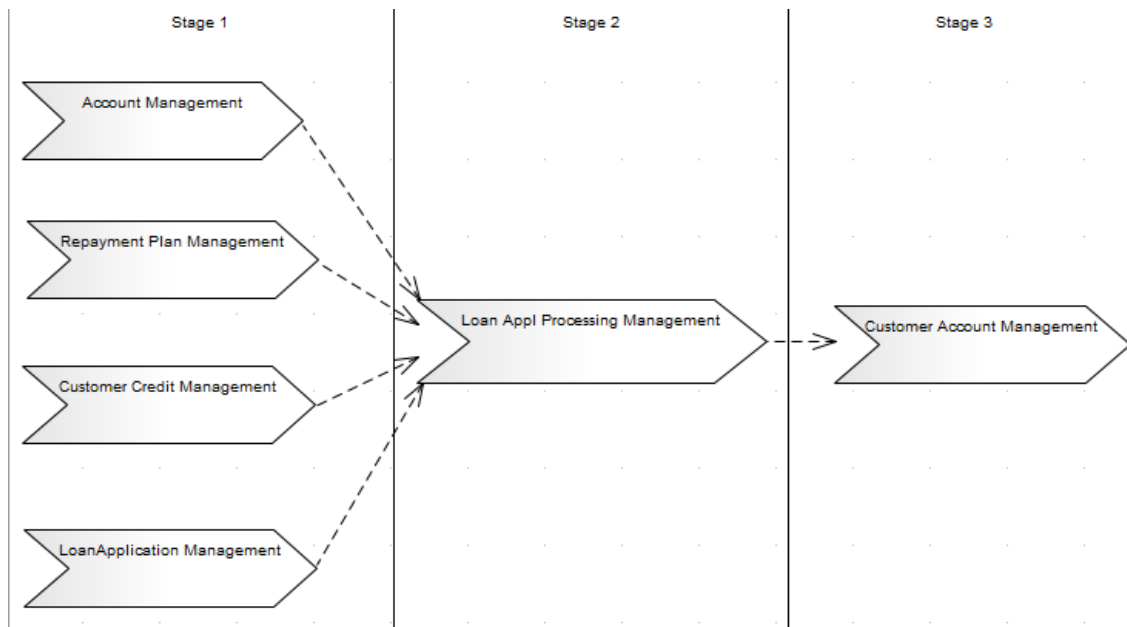 Stage 1
Stage 2
Stage 3
Account Management
Repayment Plan Management
Customer Credit Management
LoanApplication Management
Loan Appl Processing Management
Customer Account Management